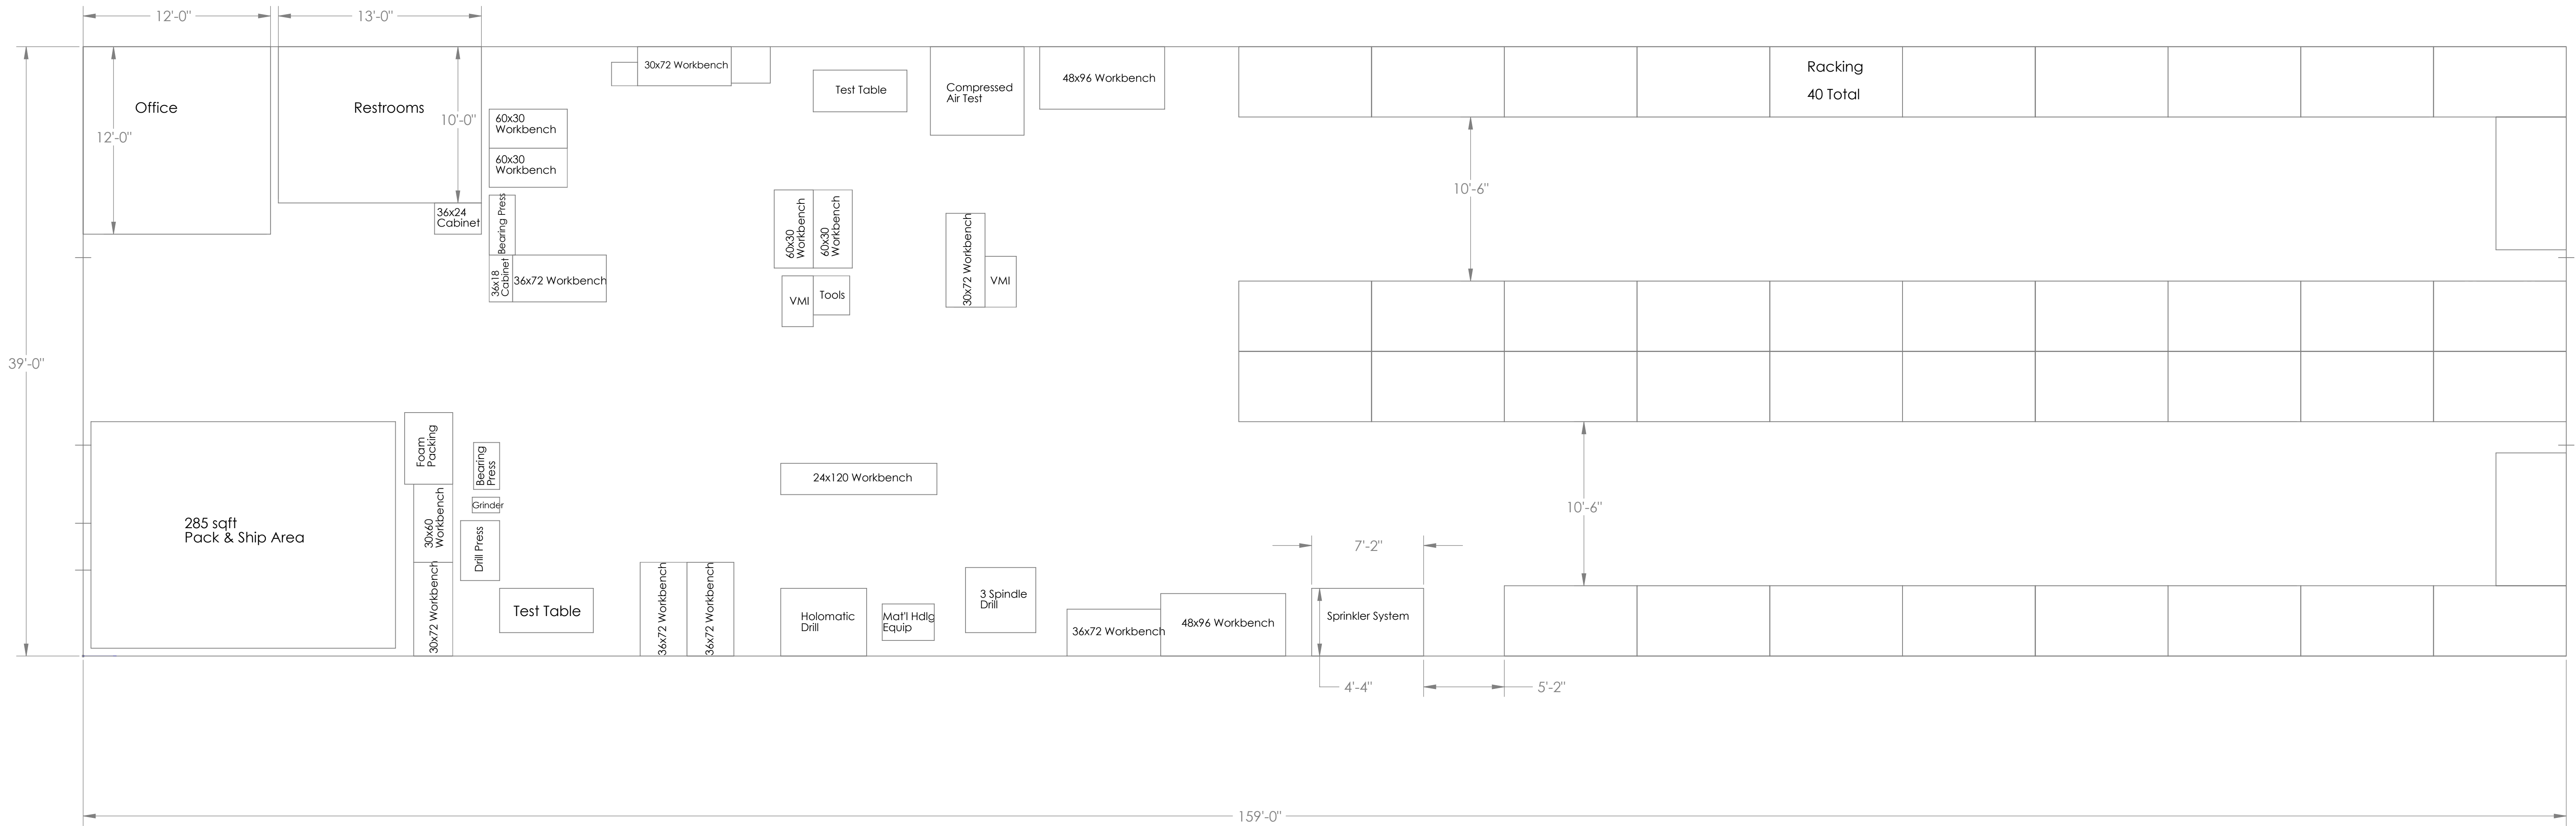 12'-0"
13'-0"
30x72 Workbench
Racking
40 Total
48x96 Workbench
Test Table
Compressed
Air Test
Office
Restrooms
10'-0"
12'-0"
60x30
Workbench
60x30
Workbench
10'-6"
36x24
Cabinet
Bearing Press
60x30
Workbench
60x30
Workbench
30x72 Workbench
VMI
36x18
Cabinet
36x72 Workbench
VMI
Tools
39'-0"
Foam
Packing
Bearing
Press
24x120 Workbench
Grinder
10'-6"
30x60
Workbench
285 sqft
Pack & Ship Area
Drill Press
7'-2"
30x72 Workbench
Test Table
36x72 Workbench
36x72 Workbench
Holomatic
Drill
Mat'l Hdlg
Equip
3 Spindle
Drill
36x72 Workbench
48x96 Workbench
Sprinkler System
4'-4"
5'-2"
159'-0"